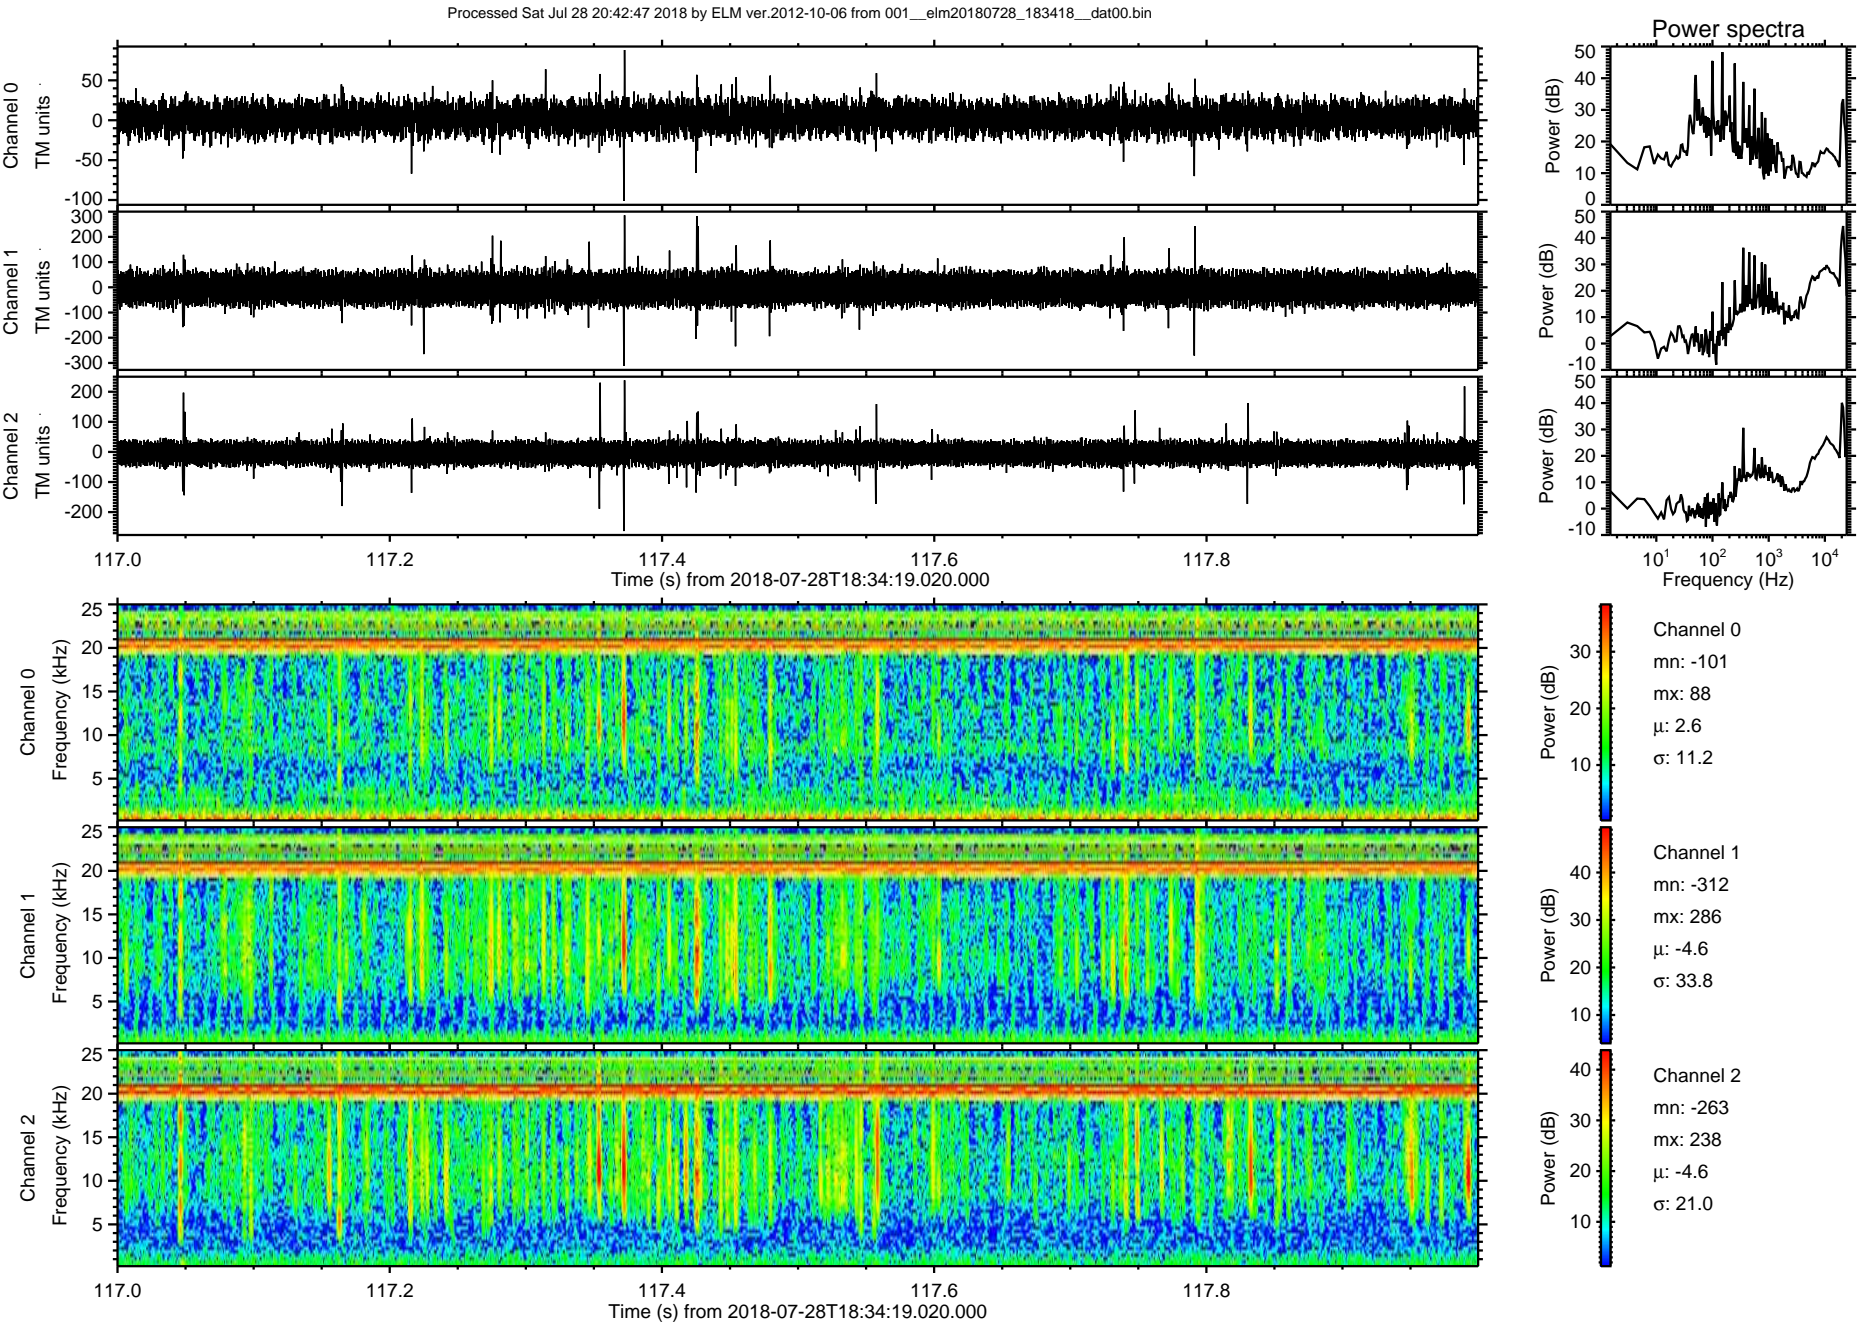 Processed Sat Jul 28 20:42:47 2018 by ELM ver.2012-10-06 from 001__elm20180728_183418__dat00.bin
Power spectra
Channel 0
TM units
50
0
-50
-100
Power (dB)
50
40
30
20
10
0
Channel 1
TM units
300
200
100
0
-100
-200
-300
Power (dB)
50
40
30
20
10
0
-10
Channel 2
TM units
200
100
0
-100
-200
Power (dB)
50
40
30
20
10
0
-10
117.0 117.2 117.4 117.6 117.8
Time (s) from 2018-07-28T18:34:19.020.000
10^1 10^2 10^3 10^4
Frequency (Hz)
Channel 0
Frequency (kHz)
25
20
15
10
5
Power (dB)
30
20
10
Channel 0
mn: -101
mx: 88
μ: 2.6
σ: 11.2
Channel 1
Frequency (kHz)
25
20
15
10
5
Power (dB)
40
30
20
10
Channel 1
mn: -312
mx: 286
μ: -4.6
σ: 33.8
Channel 2
Frequency (kHz)
25
20
15
10
5
Power (dB)
40
30
20
10
Channel 2
mn: -263
mx: 238
μ: -4.6
σ: 21.0
117.0 117.2 117.4 117.6 117.8
Time (s) from 2018-07-28T18:34:19.020.000